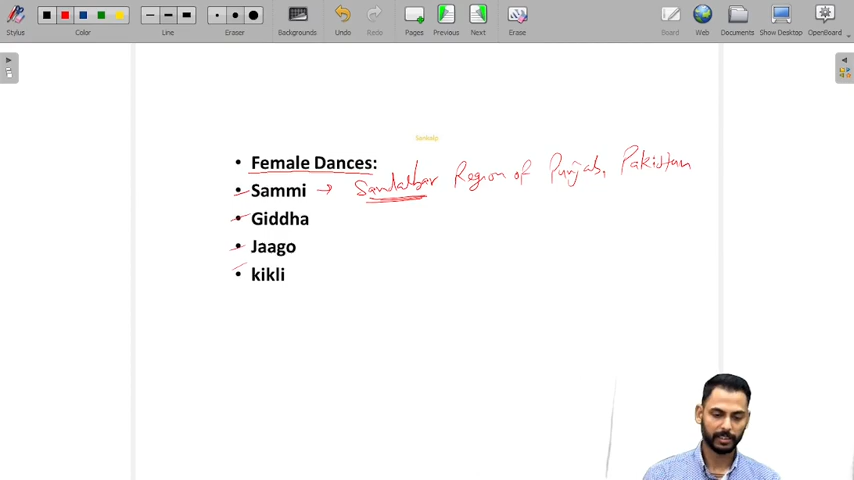 Stylus
Color
Line
Eraser
Backgrounds
Undo
Redo
Pages
Previous
Next
Erase
Board
Web
Documents
Show Desktop
OpenBoard
• Female Dances:
• Sammi → Sandalbar Region of Punjab, Pakistan
• Giddha
• Jaago
• kikli